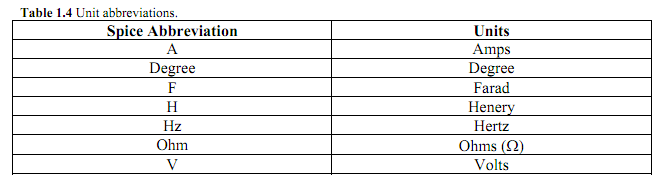 Table 1.4 Unit abbreviations.
Spice Abbreviation Units
A Amps
Degree Degree
F Farad
H Henery
Hz Hertz
Ohm Ohms (Ω)
V Volts